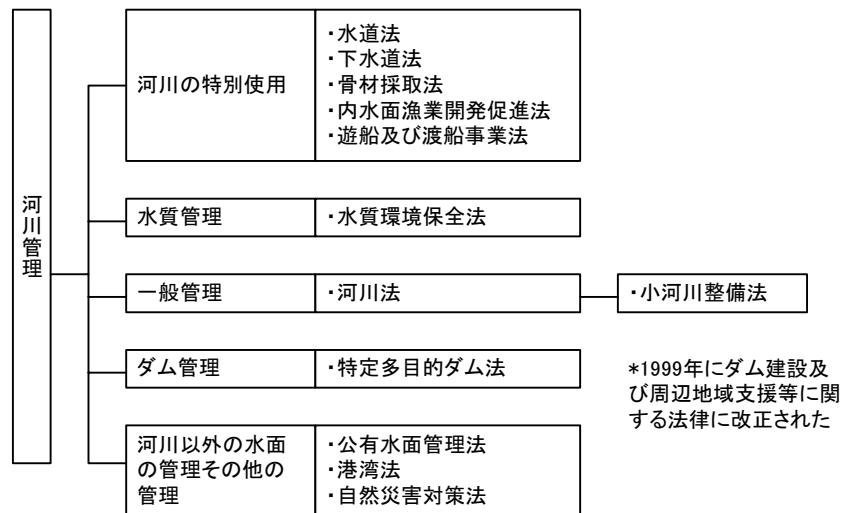 河川管理
河川の特別使用
・水道法
・下水道法
・骨材採取法
・内水面漁業開発促進法
・遊船及び渡船事業法
水質管理
・水質環境保全法
一般管理
・河川法
・小河川整備法
ダム管理
・特定多目的ダム法
*1999年にダム建設及
び周辺地域支援等に関
する法律に改正された
河川以外の水面
の管理その他の
管理
・公有水面管理法
・港湾法
・自然災害対策法